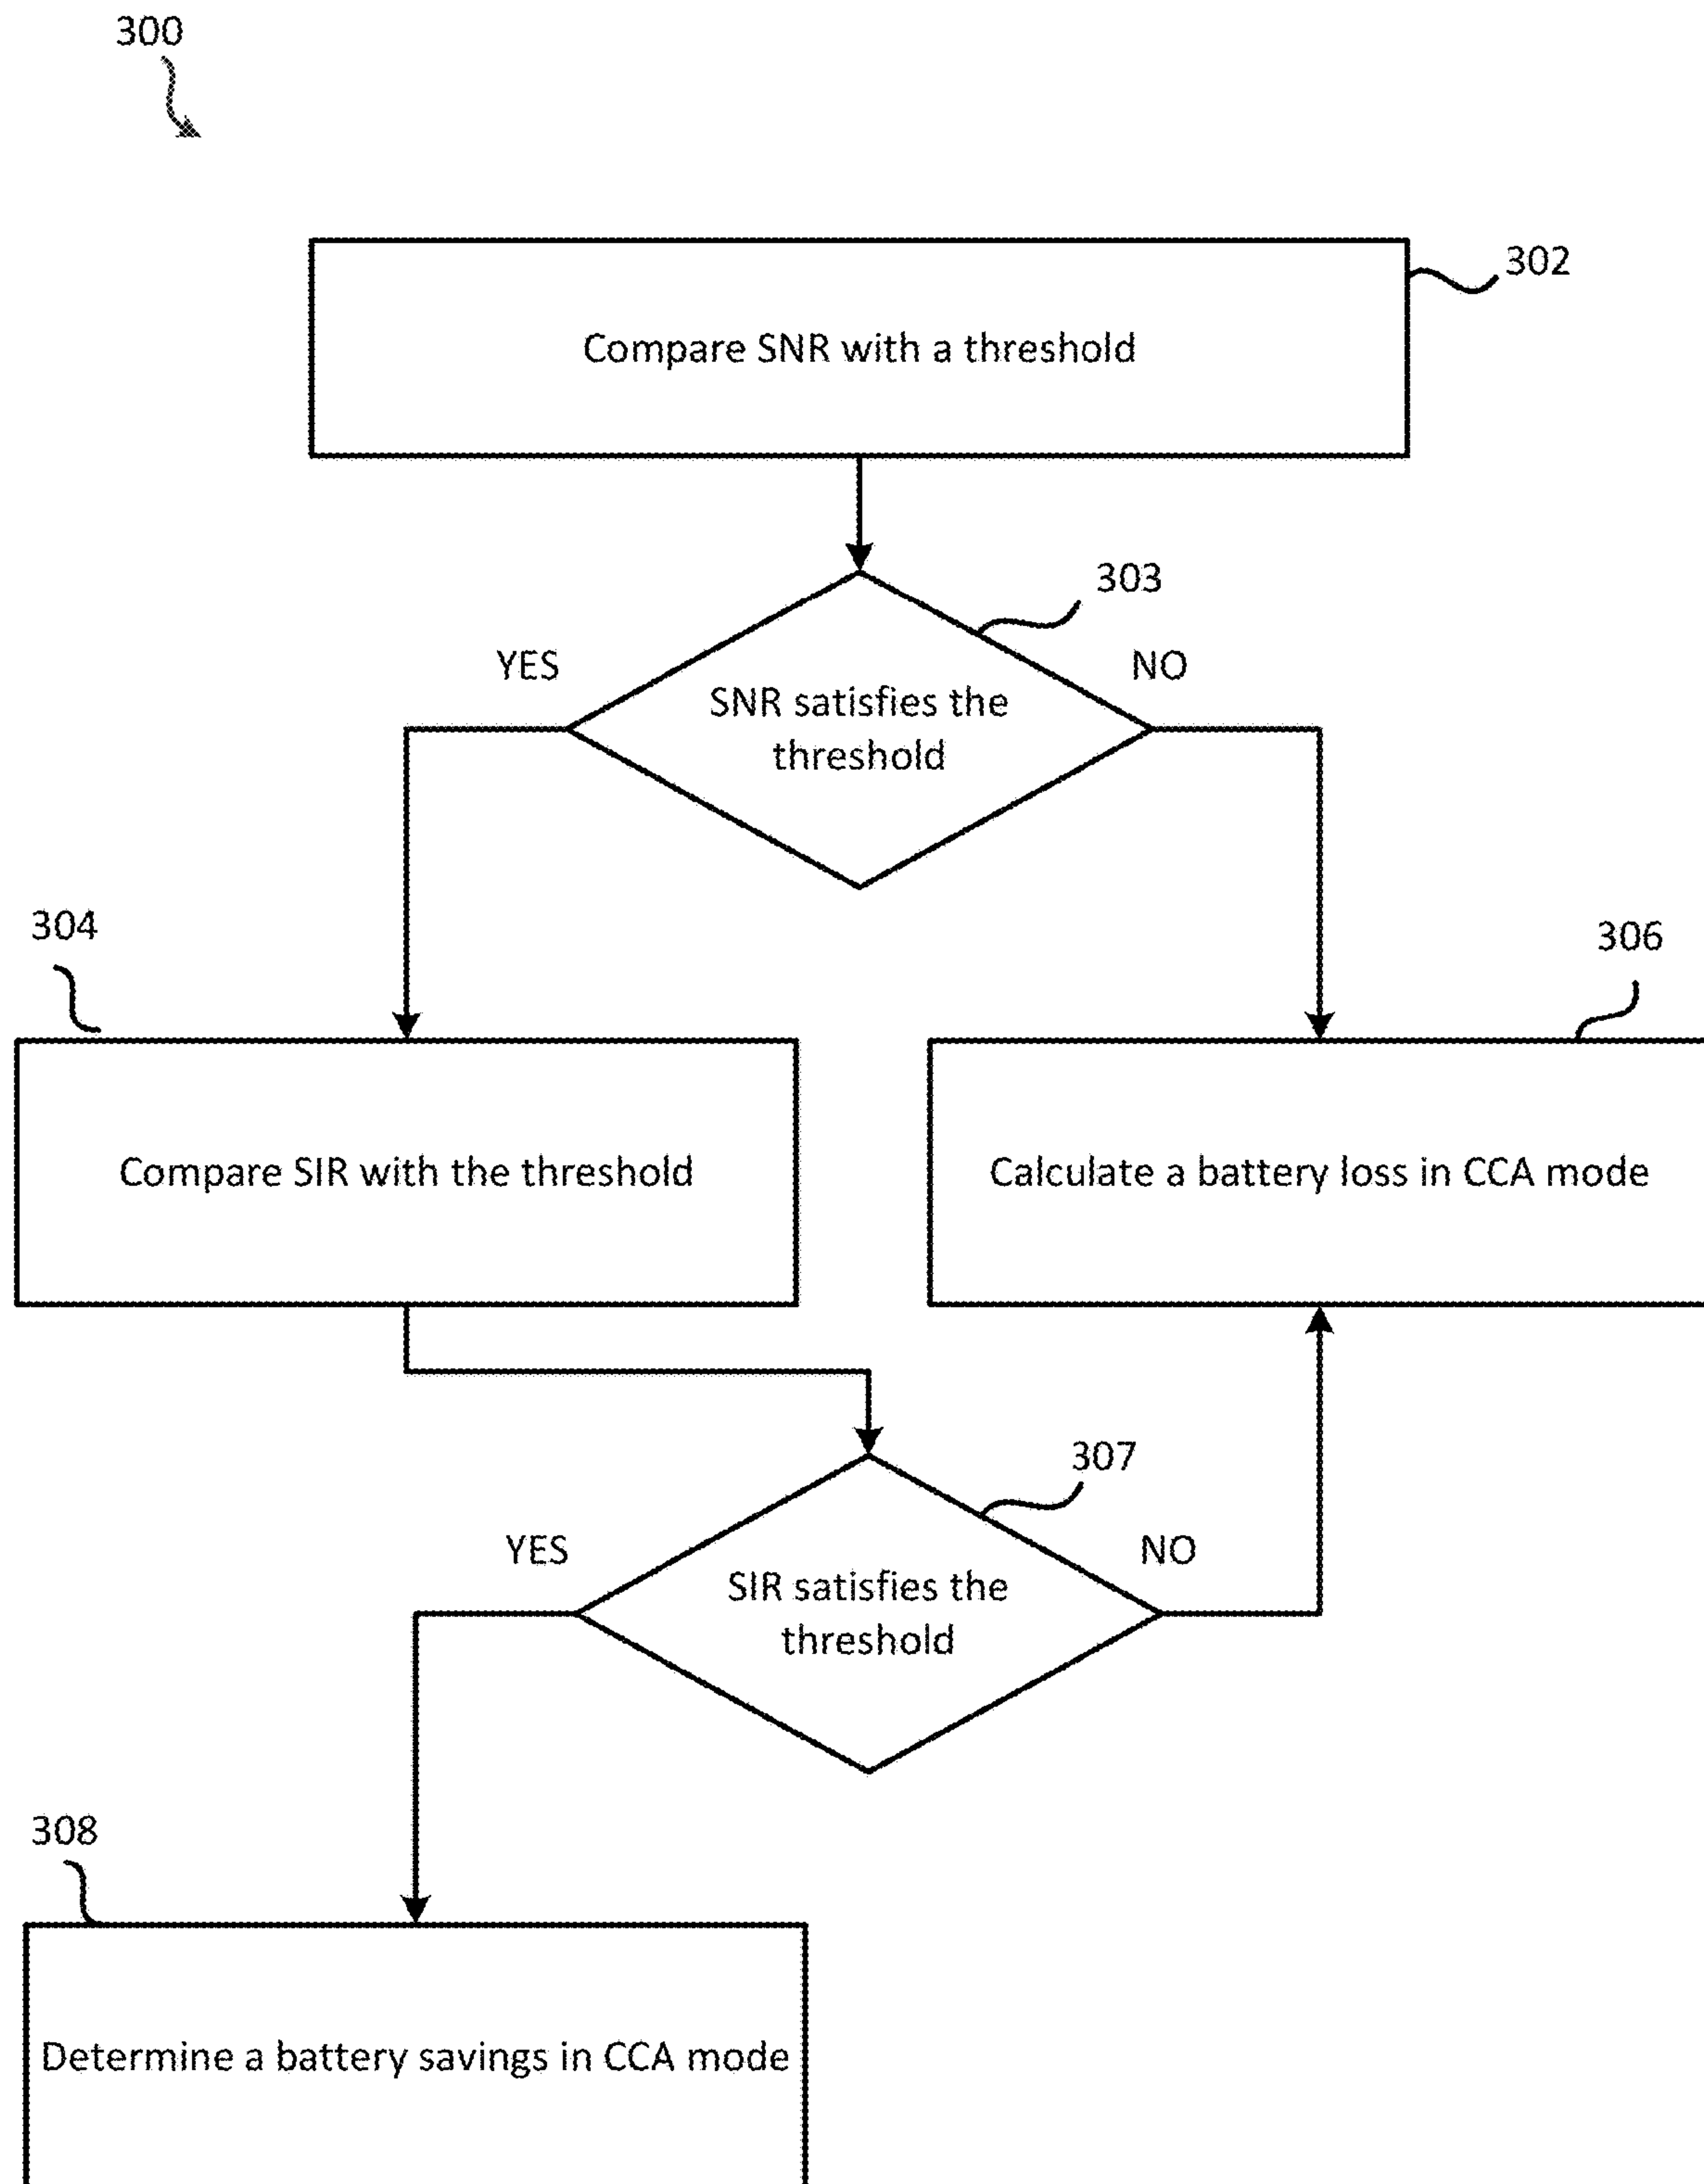 300
302
Compare SNR with a threshold
303
YES
NO
SNR satisfies the
threshold
304
306
Compare SIR with the threshold
Calculate a battery loss in CCA mode
307
YES
NO
SIR satisfies the
threshold
308
Determine a battery savings in CCA mode